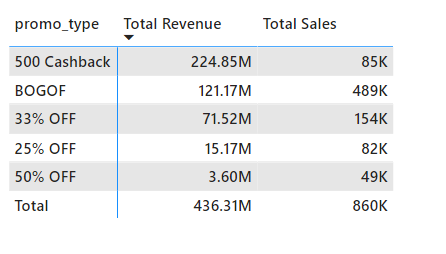 promo_type Total Revenue Total Sales
500 Cashback 224.85M 85K
BOGOF 121.17M 489K
33% OFF 71.52M 154K
25% OFF 15.17M 82K
50% OFF 3.60M 49K
Total 436.31M 860K